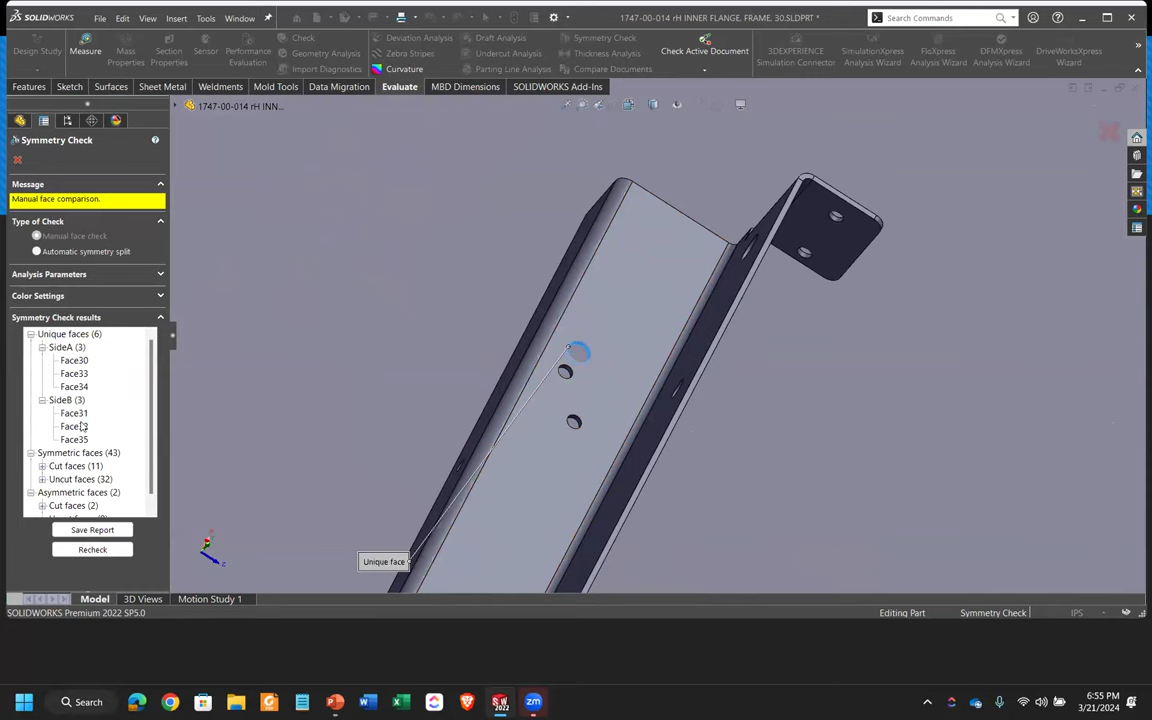 SOLIDWORKS File Edit View Insert Tools Window 1747-00-014 rH INNER FLANGE. FRAME, 30.SLDPRT * Search Commands
Design Study Measure Mass Properties Section Properties Sensor Performance Evaluation Check Geometry Analysis Import Diagnostics Deviation Analysis Zebra Stripes Curvature Draft Analysis Undercut Analysis Parting Line Analysis Symmetry Check Thickness Analysis Compare Documents Check Active Document 3DEXPERIENCE Simulation Connector SimulationXpress Analysis Wizard FloXpress Analysis Wizard DFMXpress Analysis Wizard DriveWorksXpress Wizard
Features Sketch Surfaces Sheet Metal Weldments Mold Tools Data Migration Evaluate MBD Dimensions SOLIDWORKS Add-Ins
1747-00-014 rH INN...
Symmetry Check
Message
Manual face comparison.
Type of Check
Manual face check
Automatic symmetry split
Analysis Parameters
Color Settings
Symmetry Check results
Unique faces (6)
SideA (3)
Face30
Face33
Face34
SideB (3)
Face31
Face35
Symmetric faces (43)
Cut faces (11)
Uncut faces (32)
Asymmetric faces (2)
Cut faces (2)
Save Report
Recheck
Unique face
Model 3D Views Motion Study 1
SOLIDWORKS Premium 2022 SP5.0 Editing Part Symmetry Check IPS
Search
6:55 PM
3/21/2024